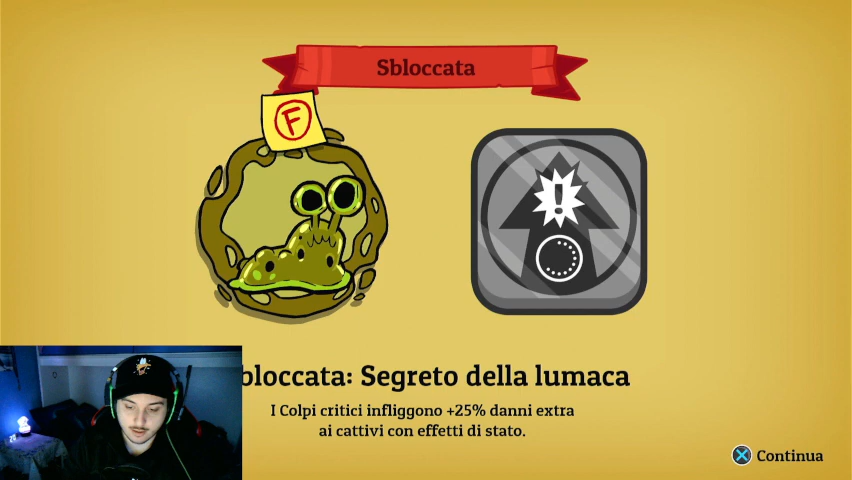 Sbloccata
F
bloccata: Segreto della lumaca
I Colpi critici infliggono +25% danni extra
ai cattivi con effetti di stato.
Continua